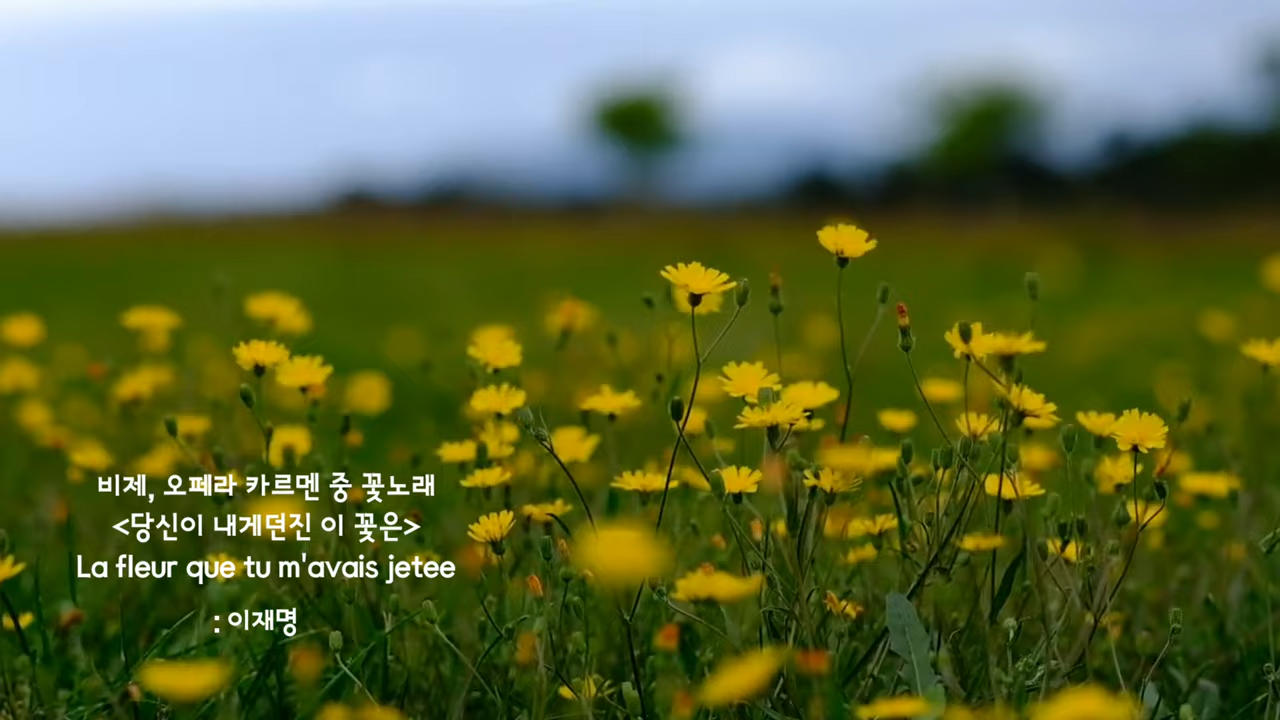 비제, 오페라 카르멘 중 꽃노래
<당신이 내게던진 이 꽃은>
La fleur que tu m'avais jetee
: 이재명